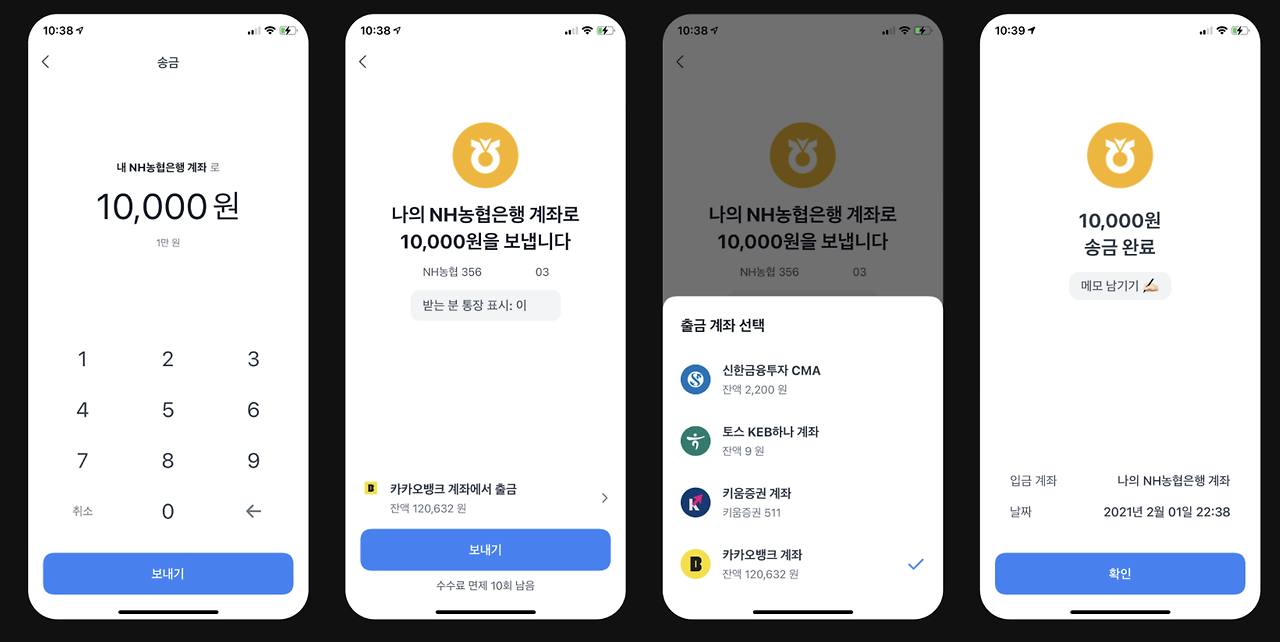 10:38
송금
내 NH농협은행 계좌 로
10,000원
1만 원
1 2 3
4 5 6
7 8 9
취소 0
보내기
10:38
나의 NH농협은행 계좌로
10,000원을 보냅니다
NH농협 356 03
받는 분 통장 표시: 이
카카오뱅크 계좌에서 출금
잔액 120,632 원
보내기
수수료 면제 10회 남음
10:38
나의 NH농협은행 계좌로
10,000원을 보냅니다
NH농협 356 03
출금 계좌 선택
신한금융투자 CMA
잔액 2,200 원
토스 KEB하나 계좌
잔액 9 원
키움증권 계좌
키움증권 511
카카오뱅크 계좌
잔액 120,632 원
10:39
10,000원
송금 완료
메모 남기기
입금 계좌 나의 NH농협은행 계좌
날짜 2021년 2월 01일 22:38
확인